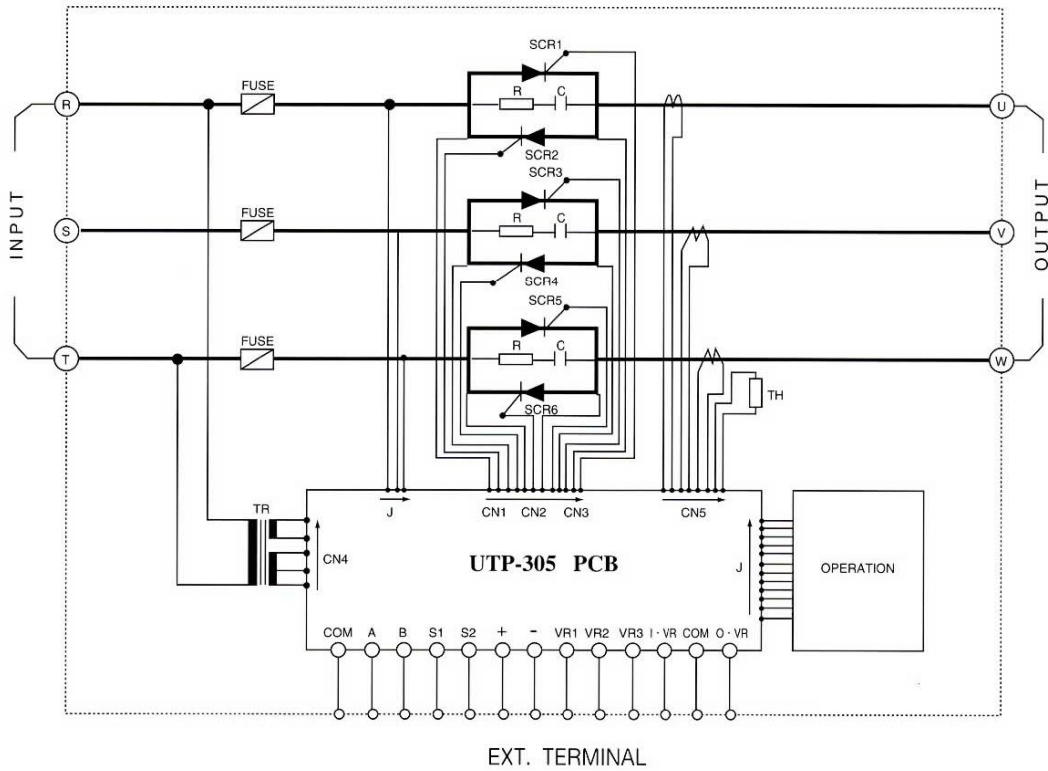 SCR1
FUSE
R
R
C
U
SCR2
SCR3
INPUT
FUSE
S
R
C
V
OUTPUT
SCR4
SCR5
FUSE
T
R
C
W
TH
SCR6
TR
J
CN1 CN2 CN3
CN5
CN4
UTP-305 PCB
J
OPERATION
COM A B S1 S2 + - VR1 VR2 VR3 I·VR COM O·VR
EXT. TERMINAL